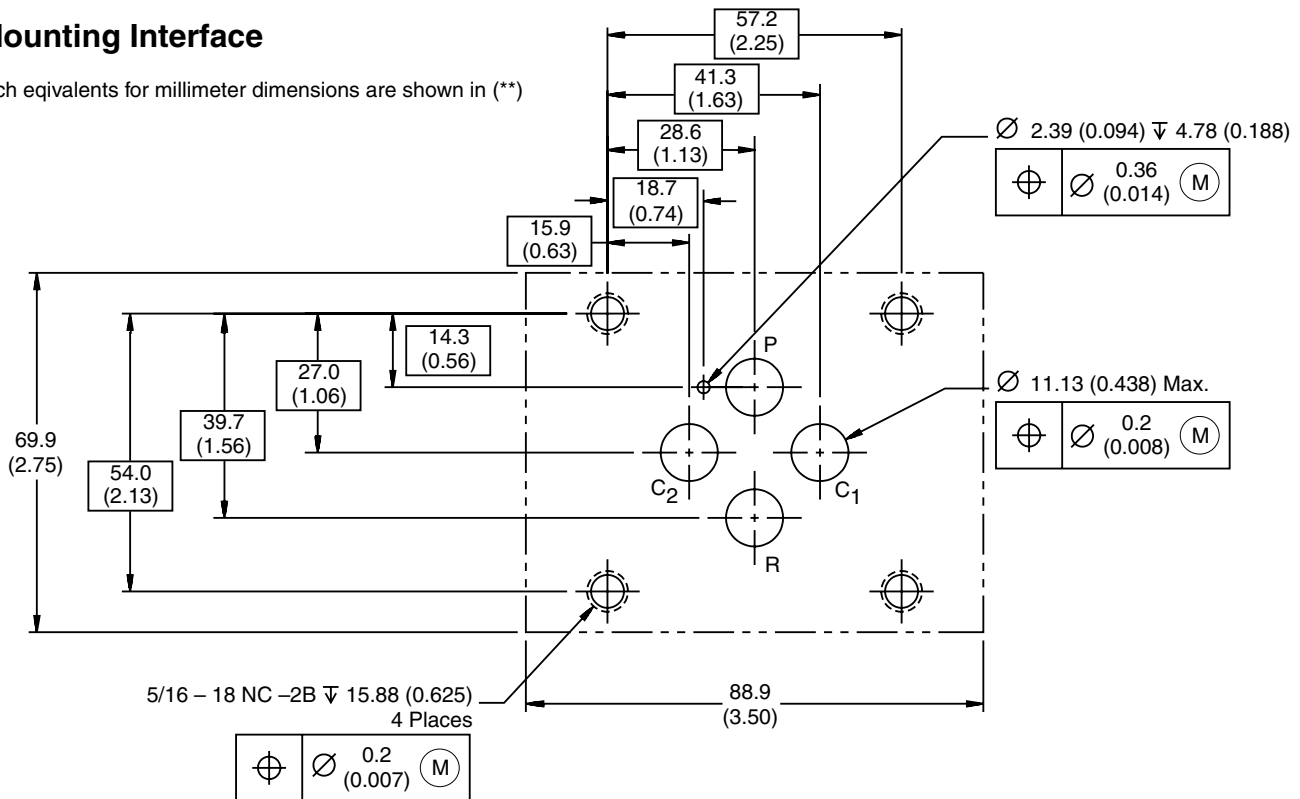 ounting Interface
ch eqivalents for millimeter dimensions are shown in (**)
57.2
(2.25)
41.3
(1.63)
28.6
(1.13)
18.7
(0.74)
15.9
(0.63)
Ø 2.39 (0.094) ↧ 4.78 (0.188)
⌖ Ø 0.36
(0.014) Ⓜ
14.3
(0.56)
27.0
(1.06)
39.7
(1.56)
54.0
(2.13)
69.9
(2.75)
P
C2
C1
R
Ø 11.13 (0.438) Max.
⌖ Ø 0.2
(0.008) Ⓜ
5/16 – 18 NC –2B ↧ 15.88 (0.625)
4 Places
⌖ Ø 0.2
(0.007) Ⓜ
88.9
(3.50)